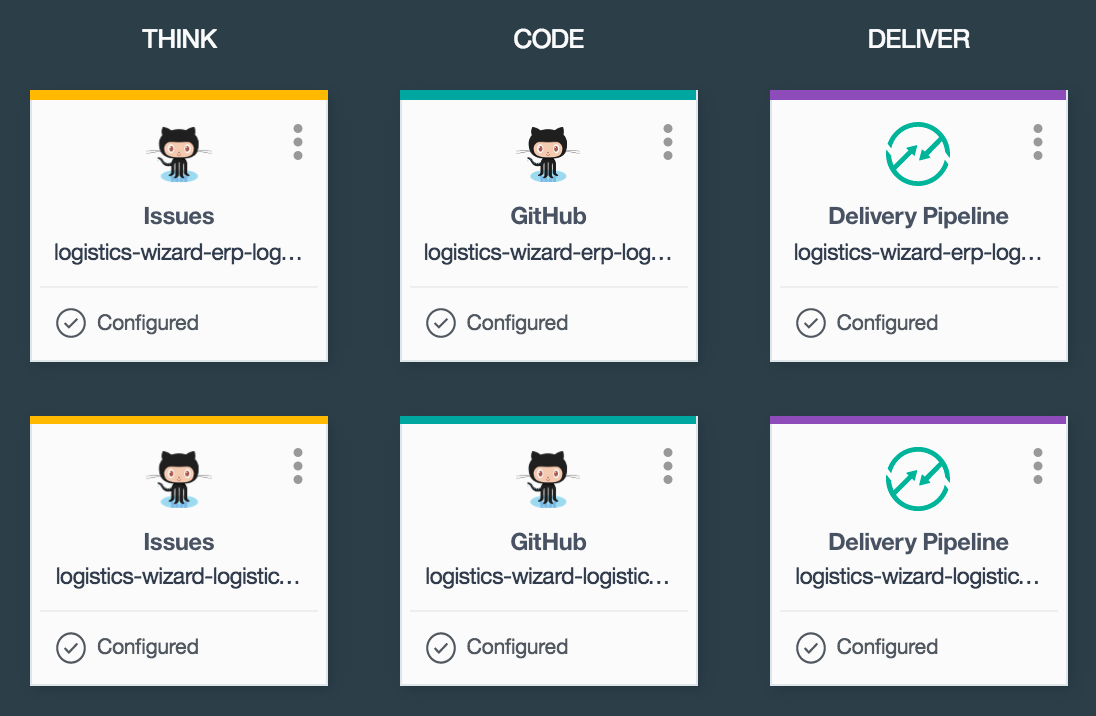 THINK CODE DELIVER
Issues GitHub Delivery Pipeline
logistics-wizard-erp-log... logistics-wizard-erp-log... logistics-wizard-erp-log...
Configured Configured Configured
Issues GitHub Delivery Pipeline
logistics-wizard-logistic... logistics-wizard-logistic... logistics-wizard-logistic...
Configured Configured Configured